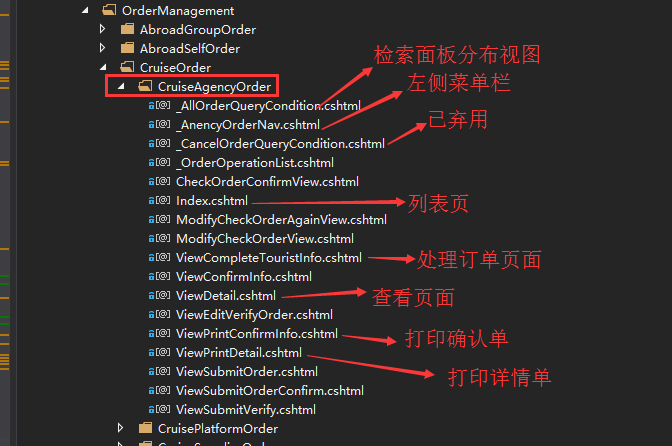 OrderManagement
AbroadGroupOrder
AbroadSelfOrder
CruiseOrder
CruiseAgencyOrder
检索面板分布视图
_AllOrderQueryCondition.cshtml
左侧菜单栏
_AnencyOrderNav.cshtml
已弃用
_CancelOrderQueryCondition.cshtml
_OrderOperationList.cshtml
CheckOrderConfirmView.cshtml
Index.cshtml
列表页
ModifyCheckOrderAgainView.cshtml
ModifyCheckOrderView.cshtml
ViewCompleteTouristInfo.cshtml
处理订单页面
ViewConfirmInfo.cshtml
ViewDetail.cshtml
查看页面
ViewEditVerifyOrder.cshtml
ViewPrintConfirmInfo.cshtml
打印确认单
ViewPrintDetail.cshtml
打印详情单
ViewSubmitOrder.cshtml
ViewSubmitOrderConfirm.cshtml
ViewSubmitVerify.cshtml
CruisePlatformOrder